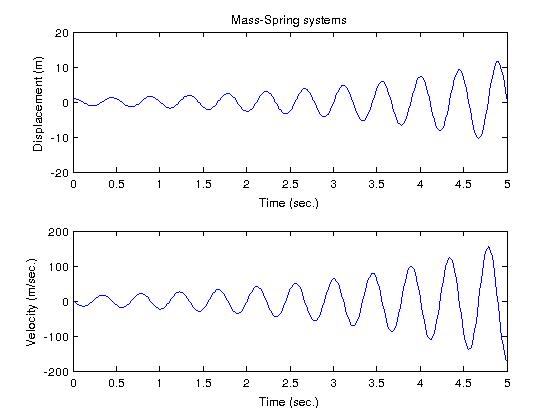 Mass-Spring systems
20
10
0
-10
-20
Displacement (m)
0 0.5 1 1.5 2 2.5 3 3.5 4 4.5 5
Time (sec.)
200
100
0
-100
-200
Velocity (m/sec.)
0 0.5 1 1.5 2 2.5 3 3.5 4 4.5 5
Time (sec.)